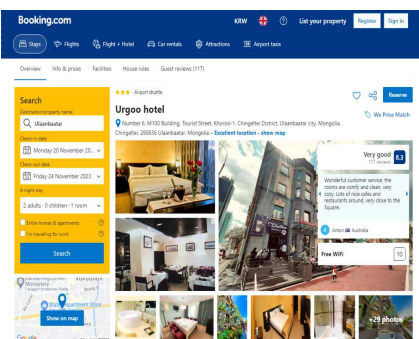 Booking.com
KRW
List your property
Register
Sign in
Stays
Flights
Flight + Hotel
Car rentals
Attractions
Airport taxis
Overview
Info & prices
Facilities
House rules
Guest reviews (117)
Search
Destination/property name:
Ulaanbaatar
Check-in date
Monday 20 November 20...
Check-out date
Friday 24 November 2023
4-night stay
2 adults · 0 children · 1 room
Entire homes & apartments
I'm travelling for work
Search
Airport shuttle
Reserve
Urgoo hotel
We Price Match
Number 6, M100 Building, Tourist Street, Khoroo-1, Chingeltei District, Ulaanbaatar city, Mongolia,
Chingeltei, 260636 Ulaanbaatar, Mongolia - Excellent location - show map
Very good
117 reviews
8.3
Wonderful customer service, the
rooms are comfy and clean, very
cozy. Lots of nice cafes and
restaurants around, very close to the
Square.
Anton Australia
Free WiFi
10
Monastery
State Department Store
Show on map
Google
+29 photos